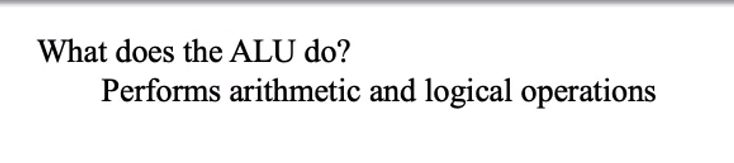 What does the ALU do?
Performs arithmetic and logical operations